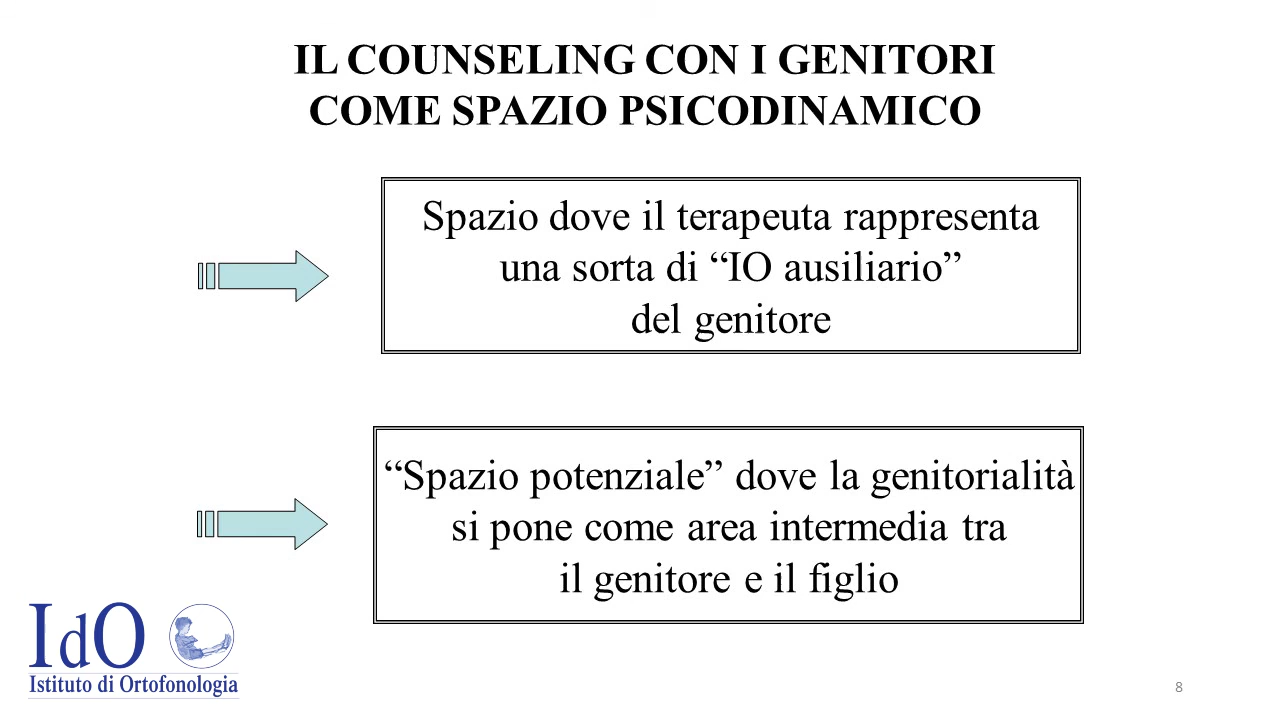 IL COUNSELING CON I GENITORI
COME SPAZIO PSICODINAMICO
Spazio dove il terapeuta rappresenta
una sorta di “IO ausiliario”
del genitore
“Spazio potenziale” dove la genitorialità
si pone come area intermedia tra
il genitore e il figlio
IdO
Istituto di Ortofonologia
8